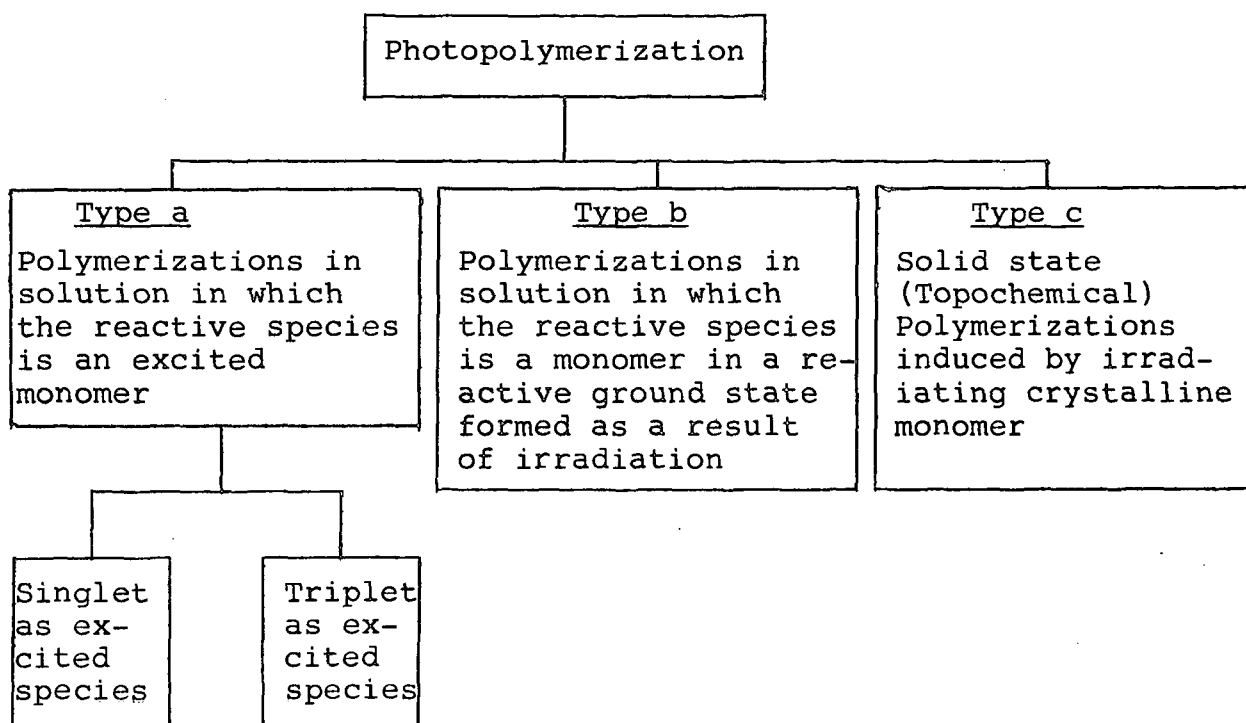 Photopolymerization
Type a
Polymerizations in
solution in which
the reactive species
is an excited
monomer
Type b
Polymerizations in
solution in which
the reactive species
is a monomer in a re-
active ground state
formed as a result
of irradiation
Type c
Solid state
(Topochemical)
Polymerizations
induced by irrad-
iating crystalline
monomer
Singlet
as ex-
cited
species
Triplet
as ex-
cited
species